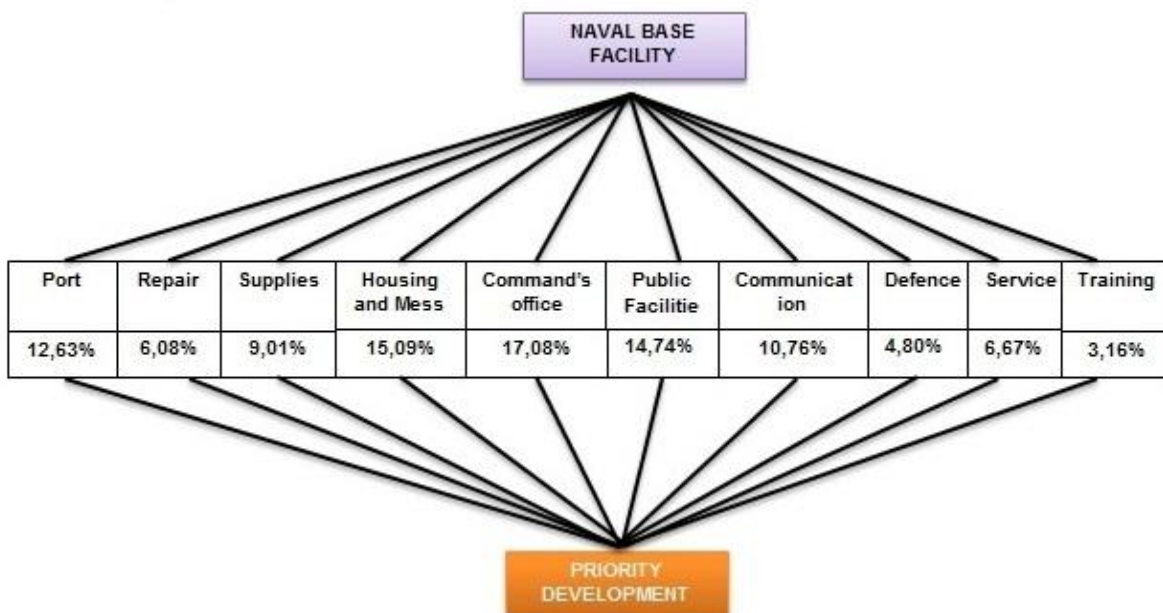 NAVAL BASE
FACILITY
Port
Repair
Supplies
Housing
and Mess
Command's
office
Public
Facilitie
Communicat
ion
Defence
Service
Training
12,63%
6,08%
9,01%
15,09%
17,08%
14,74%
10,76%
4,80%
6,67%
3,16%
PRIORITY
DEVELOPMENT